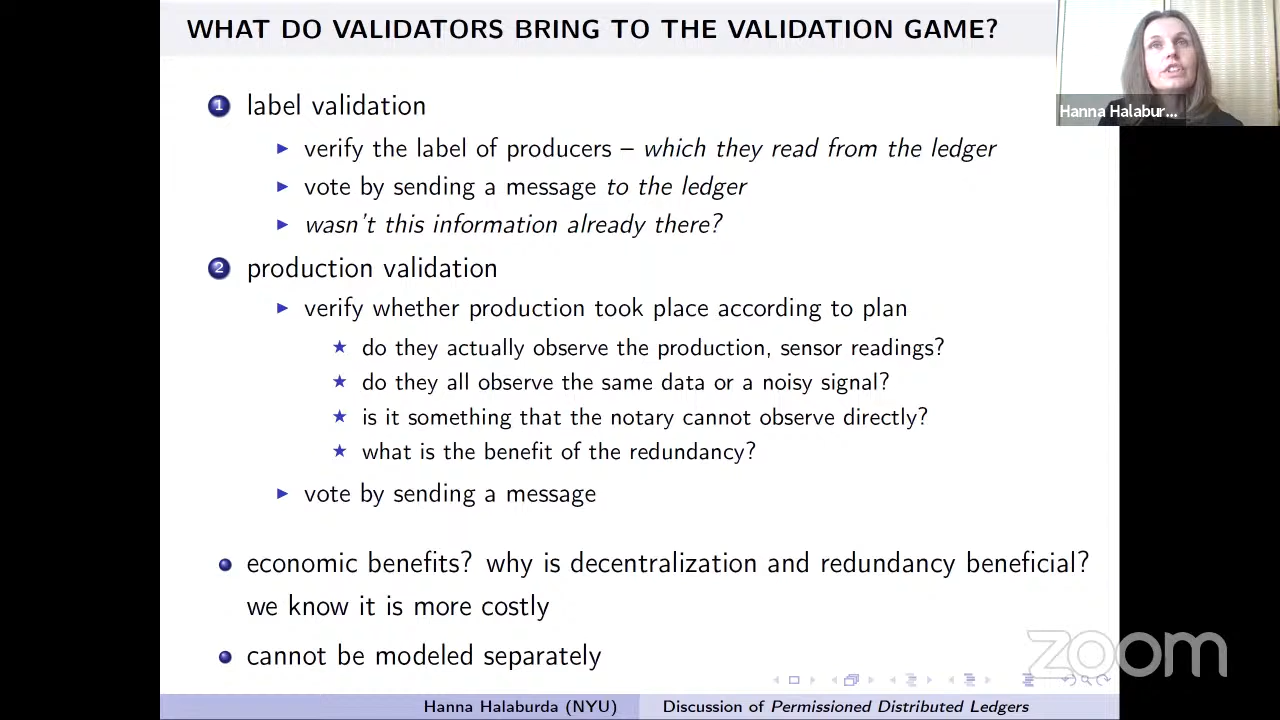 WHAT DO VALIDATORS BRING TO THE VALIDATION GAME?
Hanna Halabur...
1 label validation
verify the label of producers – which they read from the ledger
vote by sending a message to the ledger
wasn't this information already there?
2 production validation
verify whether production took place according to plan
do they actually observe the production, sensor readings?
do they all observe the same data or a noisy signal?
is it something that the notary cannot observe directly?
what is the benefit of the redundancy?
vote by sending a message
economic benefits? why is decentralization and redundancy beneficial?
we know it is more costly
cannot be modeled separately
zoom
Hanna Halaburda (NYU) Discussion of Permissioned Distributed Ledgers